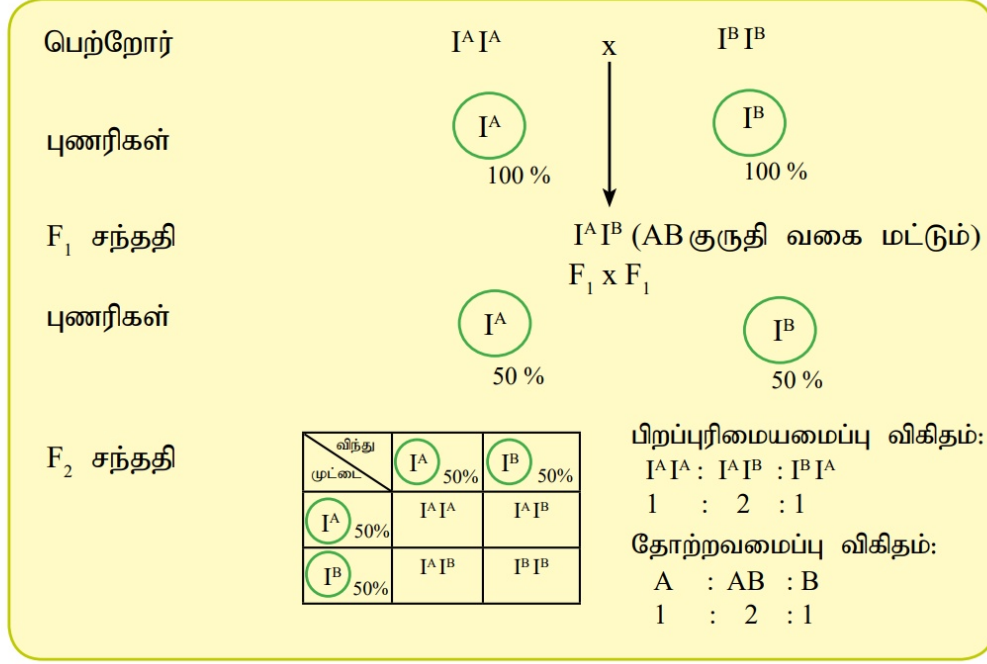 பெற்றோர் IᴬIᴬ x IᴮIᴮ
புணரிகள் Iᴬ Iᴮ
100 % 100 %
F₁ சந்ததி IᴬIᴮ (AB குருதி வகை மட்டும்)
F₁ x F₁
புணரிகள் Iᴬ Iᴮ
50 % 50 %
F₂ சந்ததி
விந்து
முட்டை
Iᴬ 50% Iᴮ 50%
Iᴬ 50% IᴬIᴬ IᴬIᴮ
Iᴮ 50% IᴬIᴮ IᴮIᴮ
பிறப்புரிமையமைப்பு விகிதம்:
IᴬIᴬ : IᴬIᴮ : IᴮIᴬ
1 : 2 : 1
தோற்றவமைப்பு விகிதம்:
A : AB : B
1 : 2 : 1